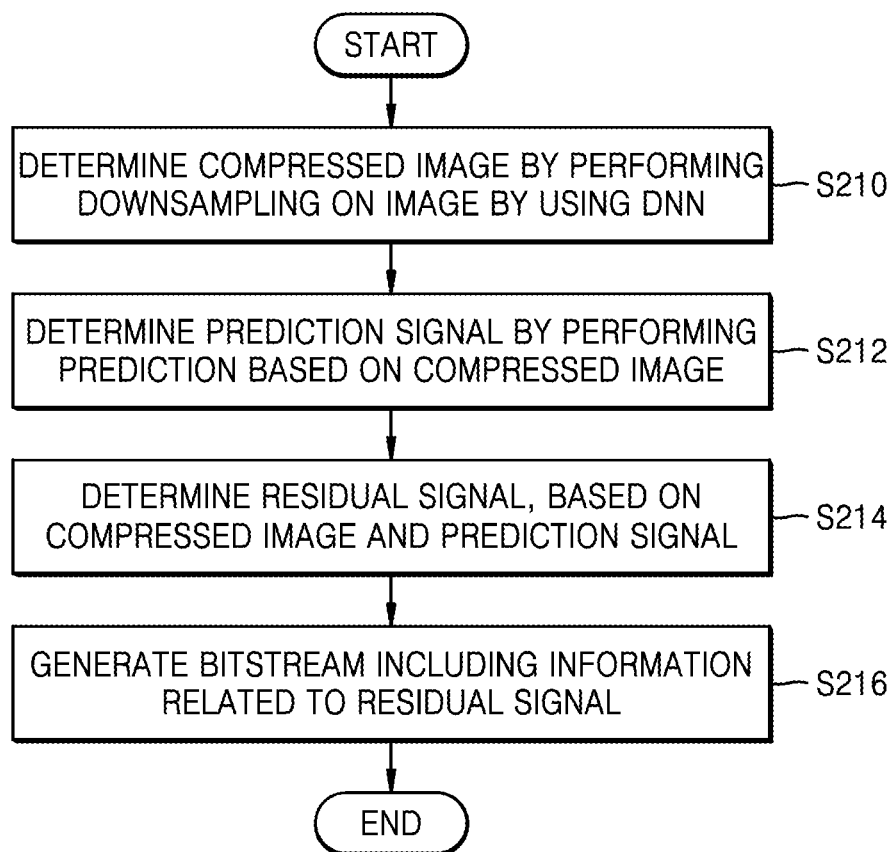 START
DETERMINE COMPRESSED IMAGE BY PERFORMING
DOWNSAMPLING ON IMAGE BY USING DNN
S210
DETERMINE PREDICTION SIGNAL BY PERFORMING
PREDICTION BASED ON COMPRESSED IMAGE
S212
DETERMINE RESIDUAL SIGNAL, BASED ON
COMPRESSED IMAGE AND PREDICTION SIGNAL
S214
GENERATE BITSTREAM INCLUDING INFORMATION
RELATED TO RESIDUAL SIGNAL
S216
END